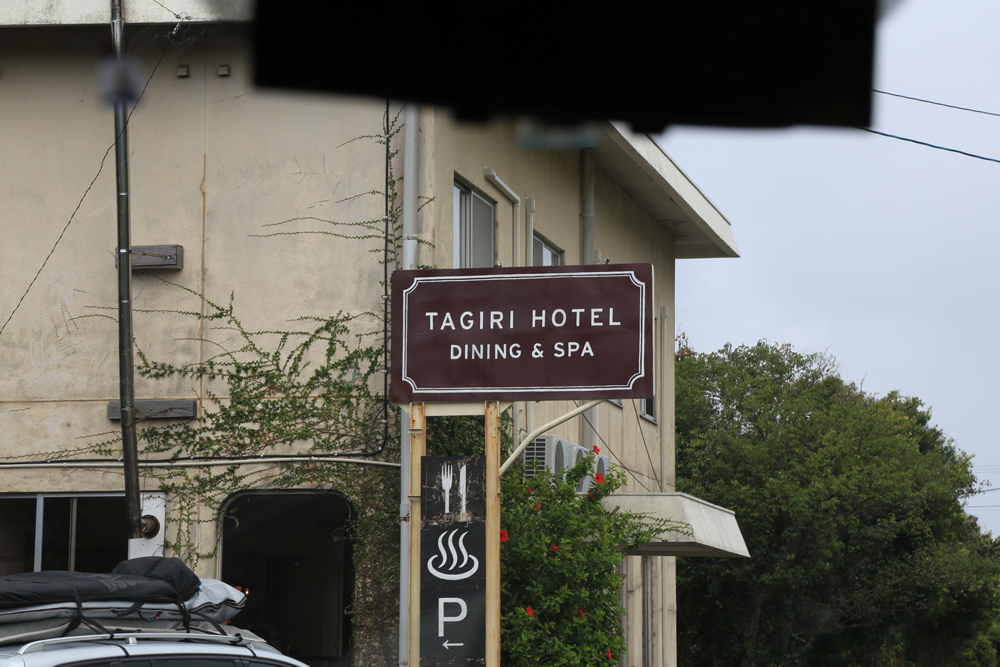 TAGIRI HOTEL
DINING & SPA
P
←